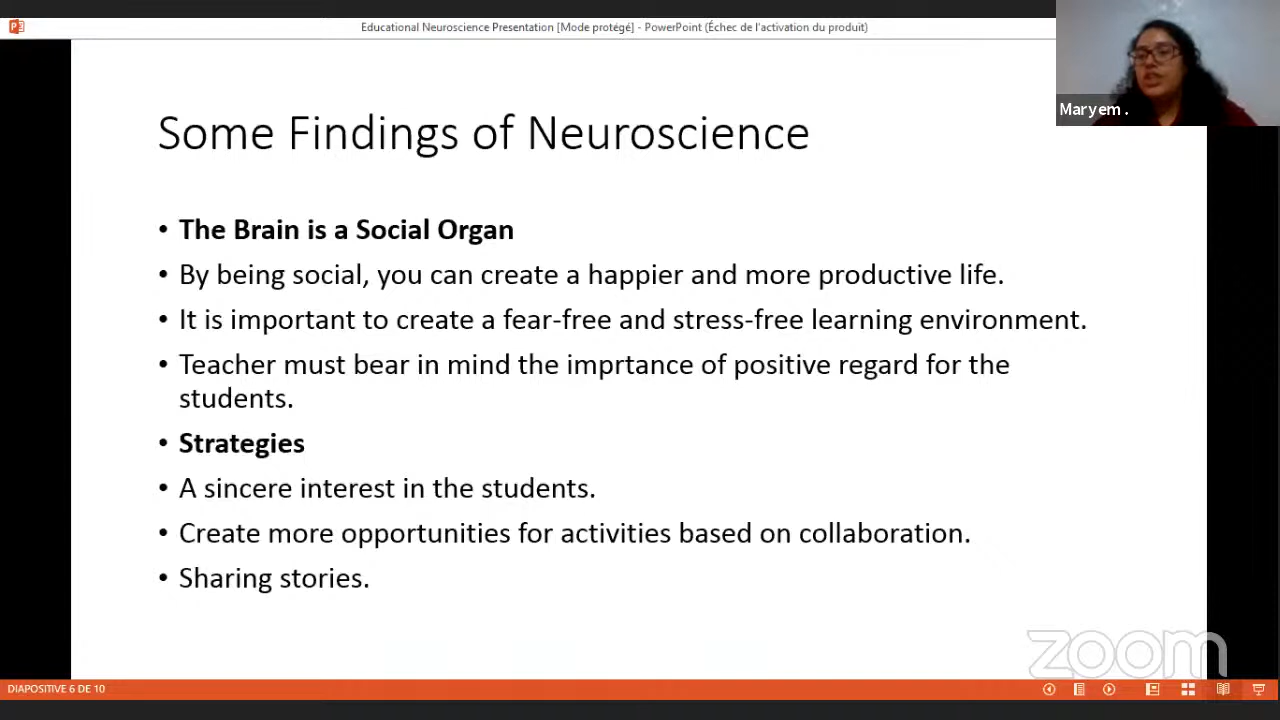 Educational Neuroscience Presentation [Mode protégé] - PowerPoint (Échec de l'activation du produit)
Maryem .
Some Findings of Neuroscience
• The Brain is a Social Organ
• By being social, you can create a happier and more productive life.
• It is important to create a fear-free and stress-free learning environment.
• Teacher must bear in mind the imprtance of positive regard for the
students.
• Strategies
• A sincere interest in the students.
• Create more opportunities for activities based on collaboration.
• Sharing stories.
zoom
DIAPOSITIVE 6 DE 10